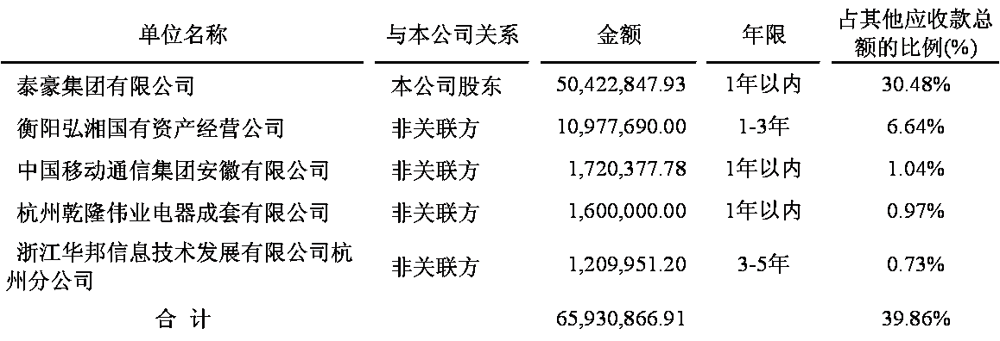 单位名称 与本公司关系 金额 年限 占其他应收款总
额的比例(%)
泰豪集团有限公司 本公司股东 50,422,847.93 1年以内 30.48%
衡阳弘湘国有资产经营公司 非关联方 10,977,690.00 1-3年 6.64%
中国移动通信集团安徽有限公司 非关联方 1,720,377.78 1年以内 1.04%
杭州乾隆伟业电器成套有限公司 非关联方 1,600,000.00 1年以内 0.97%
浙江华邦信息技术发展有限公司杭
州分公司 非关联方 1,209,951.20 3-5年 0.73%
合 计 65,930,866.91 39.86%